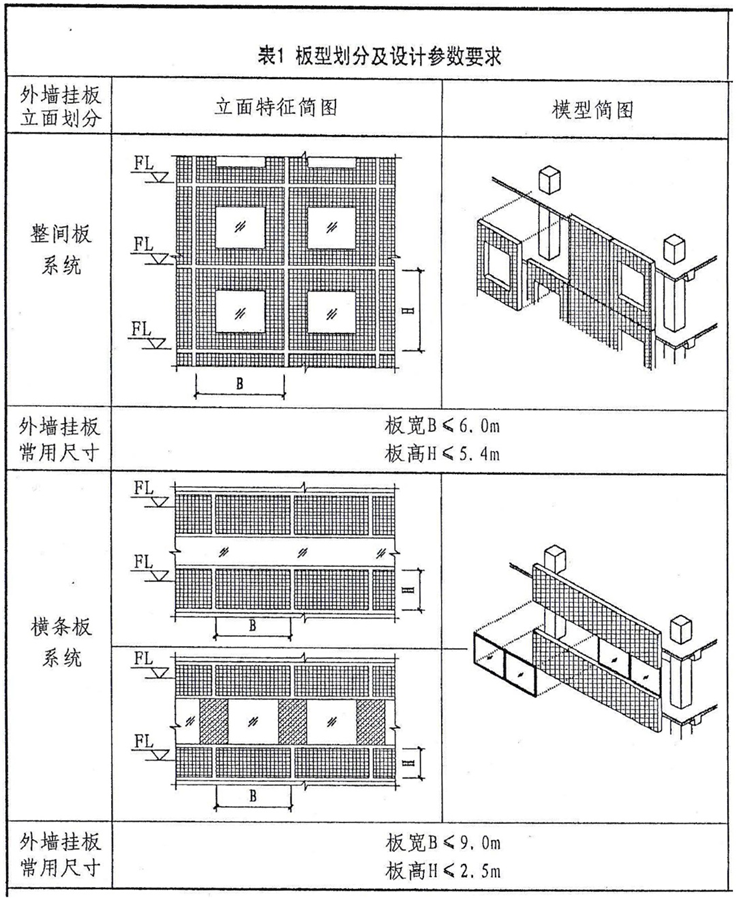 表1 板型划分及设计参数要求
外墙挂板
立面划分
立面特征简图
模型简图
整间板
系统
FL
FL
FL
H
B
外墙挂板
常用尺寸
板宽B≤6.0m
板高H≤5.4m
横条板
系统
FL
FL
H
B
FL
FL
H
B
外墙挂板
常用尺寸
板宽B≤9.0m
板高H≤2.5m